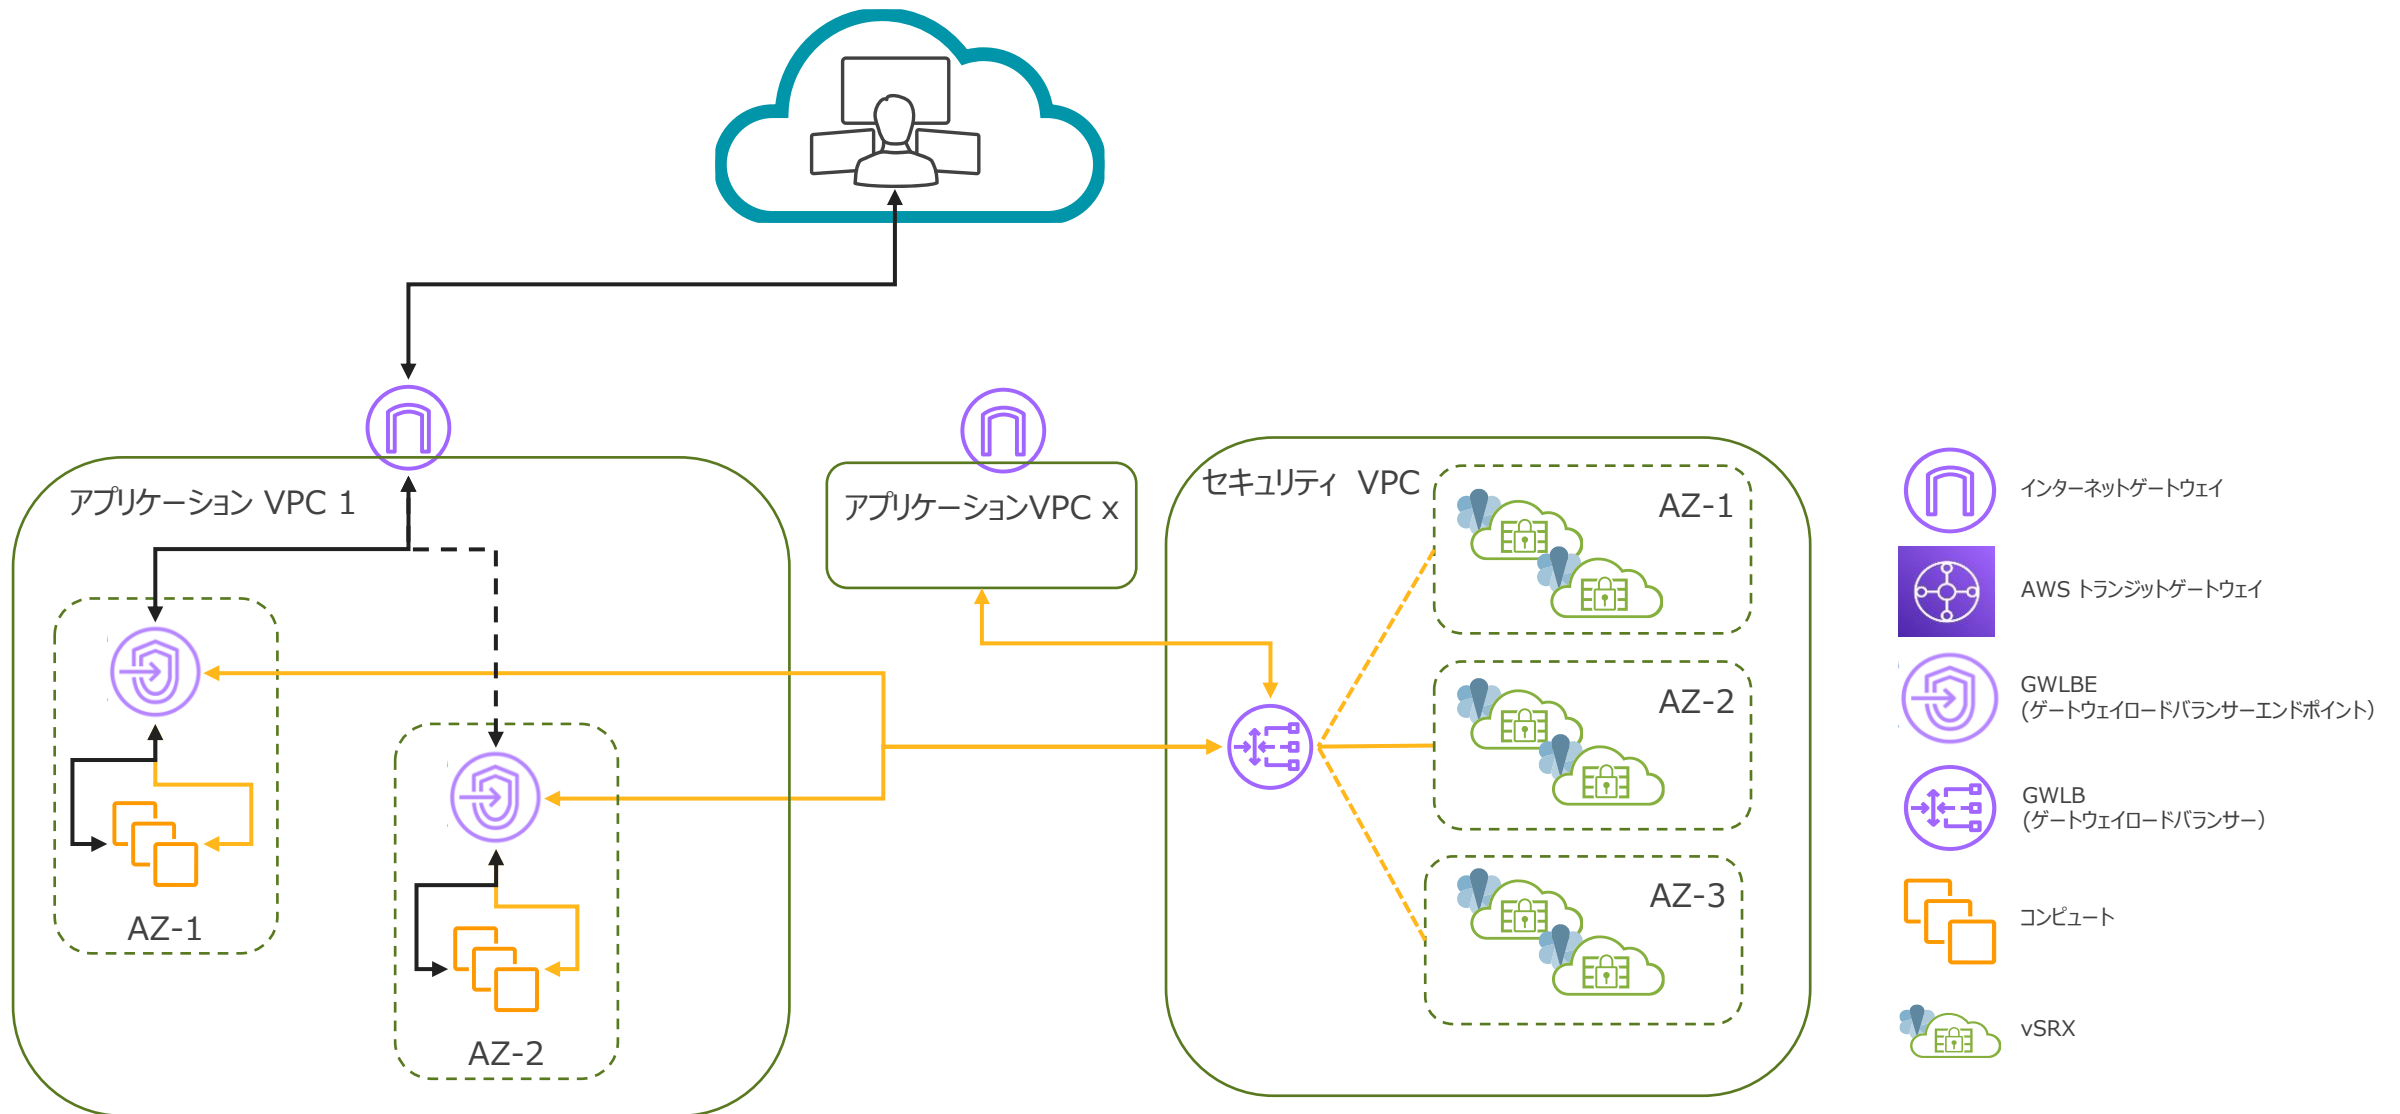 アプリケーション VPC 1
AZ-1
AZ-2
アプリケーションVPC x
セキュリティ VPC
AZ-1
AZ-2
AZ-3
インターネットゲートウェイ
AWS トランジットゲートウェイ
GWLBE
(ゲートウェイロードバランサーエンドポイント)
GWLB
(ゲートウェイロードバランサー)
コンピュート
vSRX